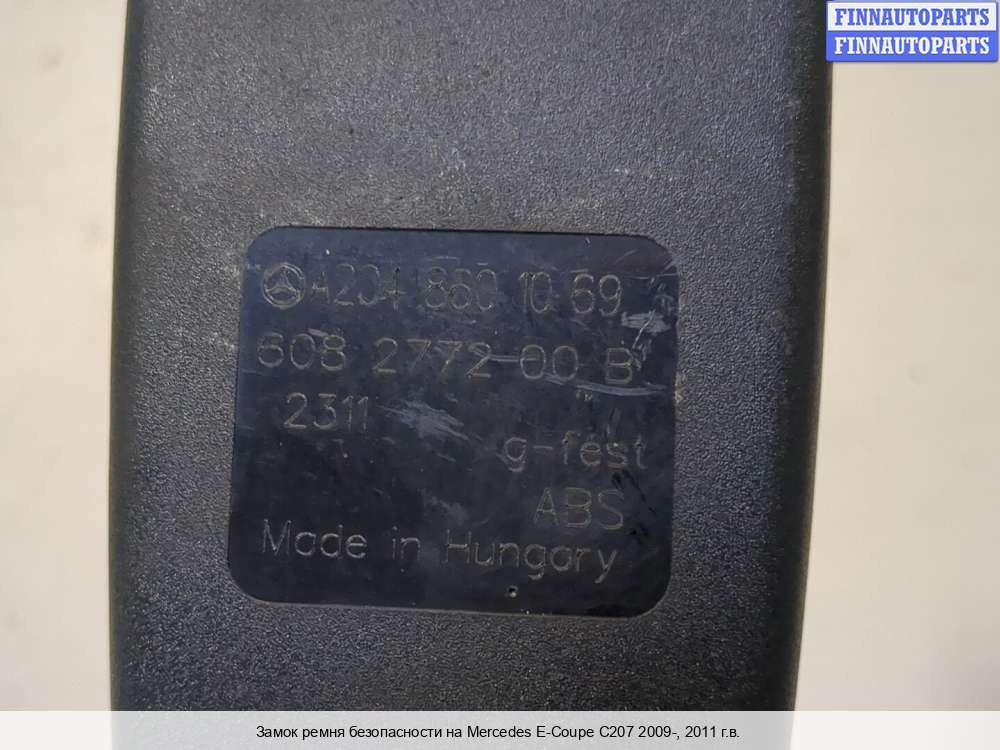 FINNAUTOPARTS
FINNAUTOPARTS
A204 860 10 69
608 2772-00 B
2311
g-fest
ABS
Made in Hungary
Замок ремня безопасности на Mercedes E-Coupe C207 2009-, 2011 г.в.